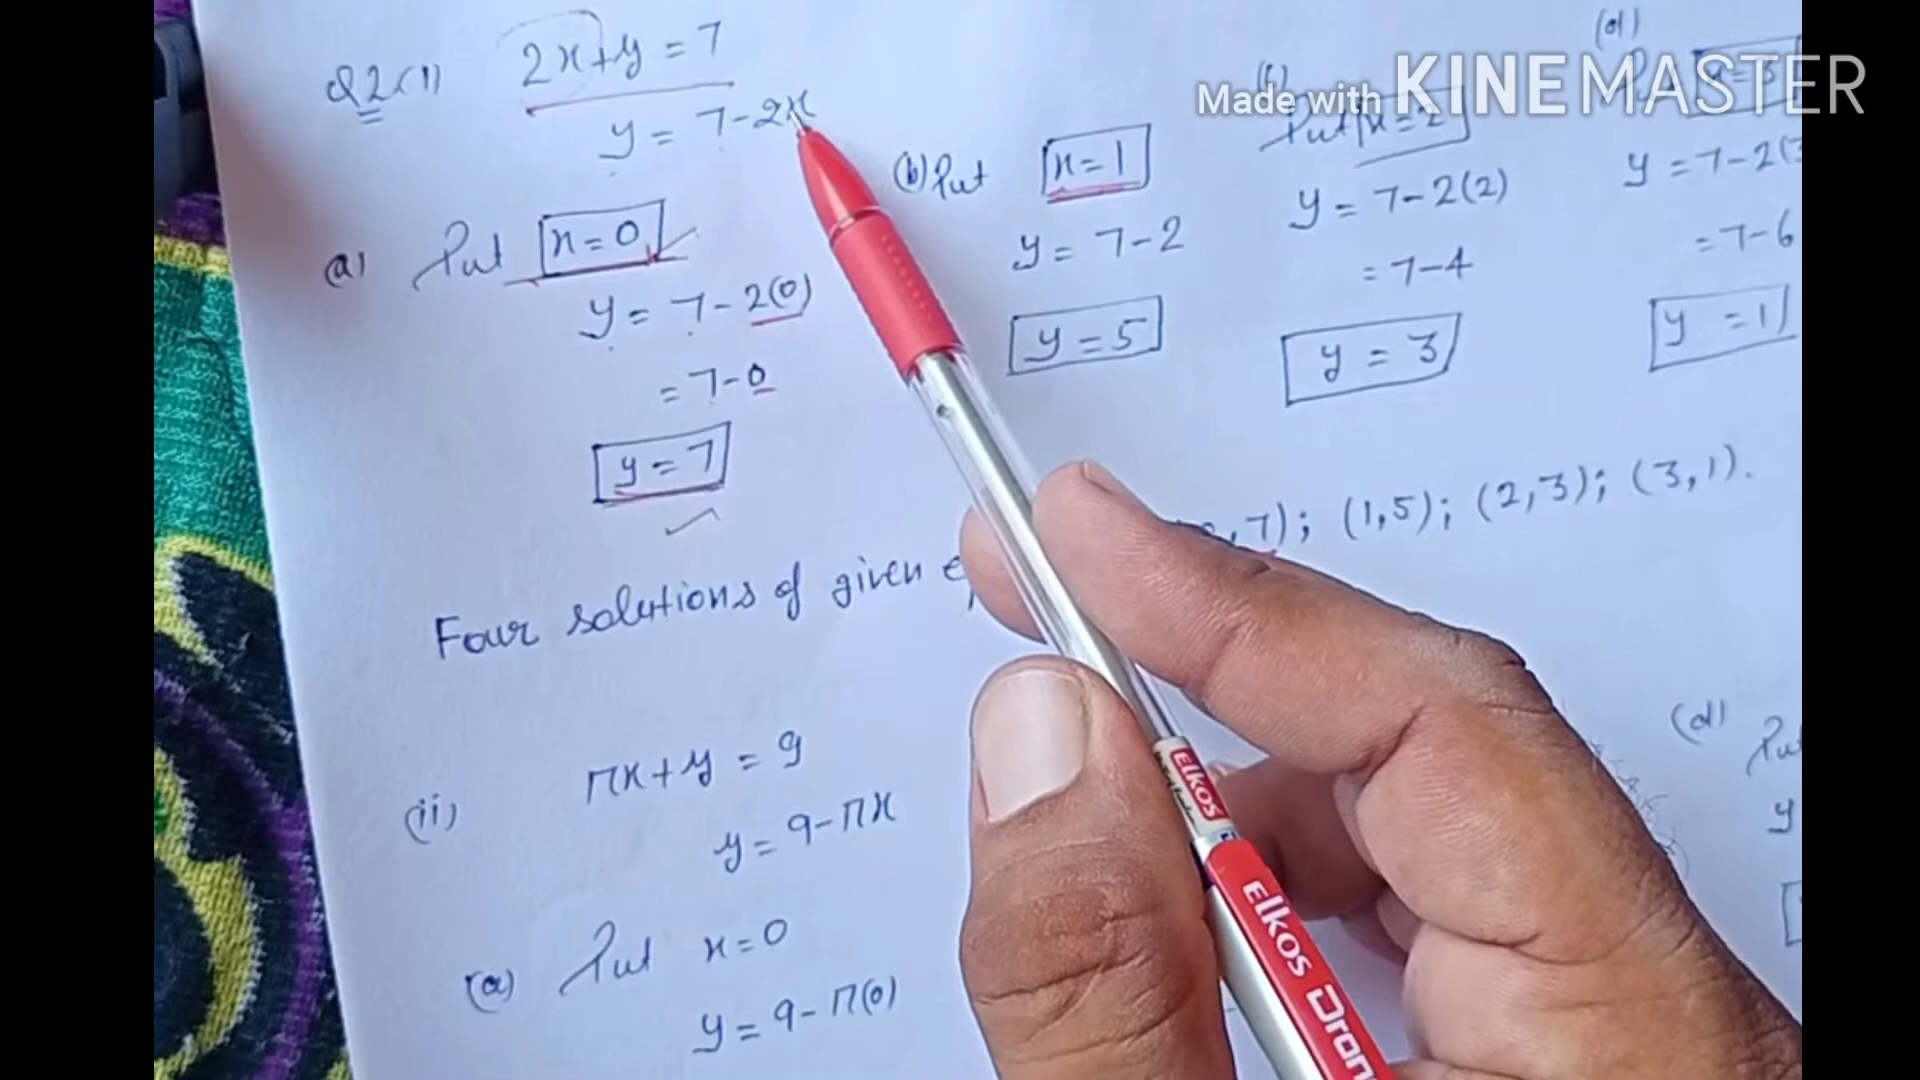 Q2(1) 2x+y=7
y = 7-2x
(a) Put x=0
y = 7-2(0)
= 7-0
y=7
(b) Put x=1
y= 7-2
y=5
Put x=2
y = 7-2(2)
= 7-4
y = 3
(d)
y = 7-2(3
= 7-6
y = 1
Four solutions of given , 7); (1,5); (2,3); (3,1).
(ii) πx+y = 9
y = 9-πx
(a) Put x=0
y = 9-π(0)
(d) Pu
y
Made with KINEMASTER
Elkos
Elkos Dron